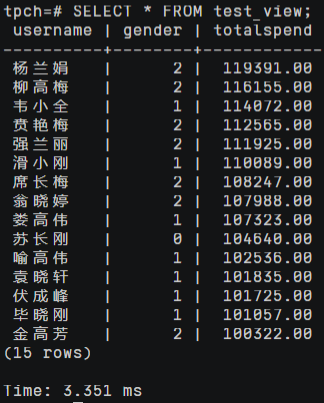 tpch=# SELECT * FROM test_view;
username | gender | totalspend
----------+--------+------------
杨兰娟 | 2 | 119391.00
柳高梅 | 2 | 116155.00
韦小全 | 1 | 114072.00
贲艳梅 | 2 | 112565.00
强兰丽 | 2 | 111925.00
滑小刚 | 1 | 110089.00
席长梅 | 2 | 108247.00
翁晓婷 | 2 | 107988.00
娄高伟 | 1 | 107323.00
苏长刚 | 0 | 104640.00
喻高伟 | 1 | 102536.00
袁晓轩 | 1 | 101835.00
伏成峰 | 1 | 101725.00
毕晓刚 | 1 | 101057.00
金高芳 | 2 | 100322.00
(15 rows)
Time: 3.351 ms